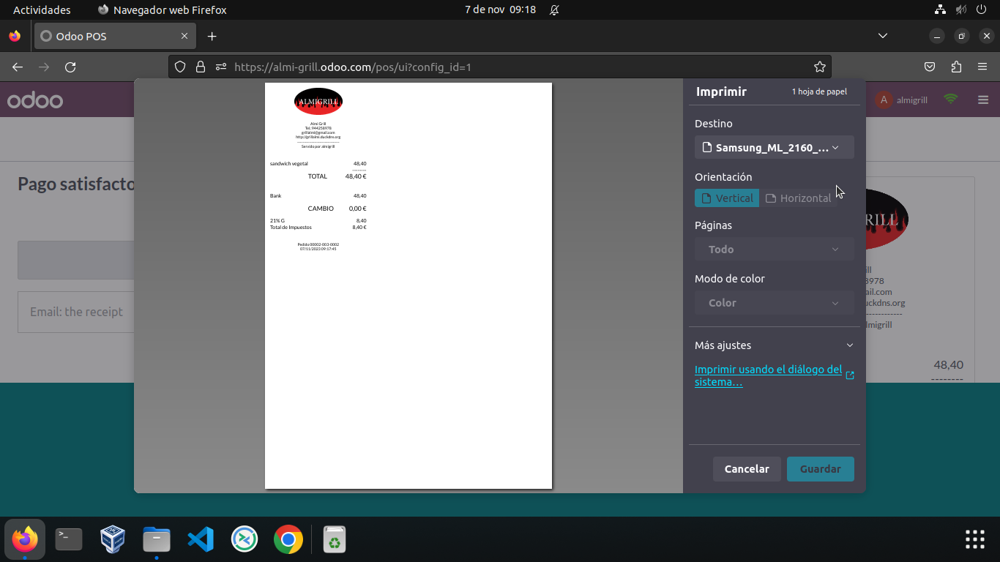 Actividades
Navegador web Firefox
7 de nov 09:18
Odoo POS
https://almi-grill.odoo.com/pos/ui?config_id=1
odoo
A almigrill
Pago satisfacto
Email: the receipt
ALMIGRILL
Almi Grill
Tel: 944258978
grillalmi@gmail.com
http://grillalmi.duckdns.org
--------------------------------
Servido por almigrill
sandwich vegetal 48,40
--------
TOTAL 48,40 €
Bank 48,40
CAMBIO 0,00 €
21% G 8,40
Total de Impuestos 8,40 €
Pedido 00002-003-0002
07/11/2023 09:17:45
Imprimir 1 hoja de papel
Destino
Samsung_ML_2160_...
Orientación
Vertical Horizontal
Páginas
Todo
Modo de color
Color
Más ajustes
Imprimir usando el diálogo del
sistema…
Cancelar Guardar
GRILL
ill
8978
ail.com
uckdns.org
-------------
lmigrill
48,40
--------